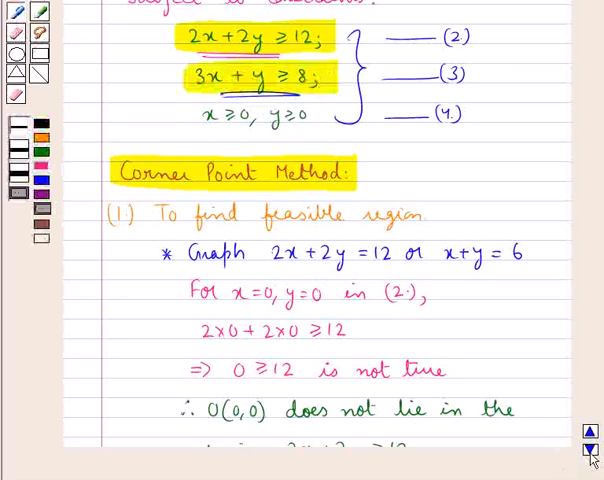 2x+2y ≥ 12; ——— (2.)
3x + y ≥ 8; ——— (3)
x ≥ 0, y ≥ 0 ——— (4.)
Corner Point Method:
(1.) To find feasible region.
* Graph 2x+2y = 12 or x+y = 6
For x=0, y=0 in (2.),
2×0 + 2×0 ≥ 12
=> 0 ≥ 12 is not true
∴ O(0,0) does not lie in the